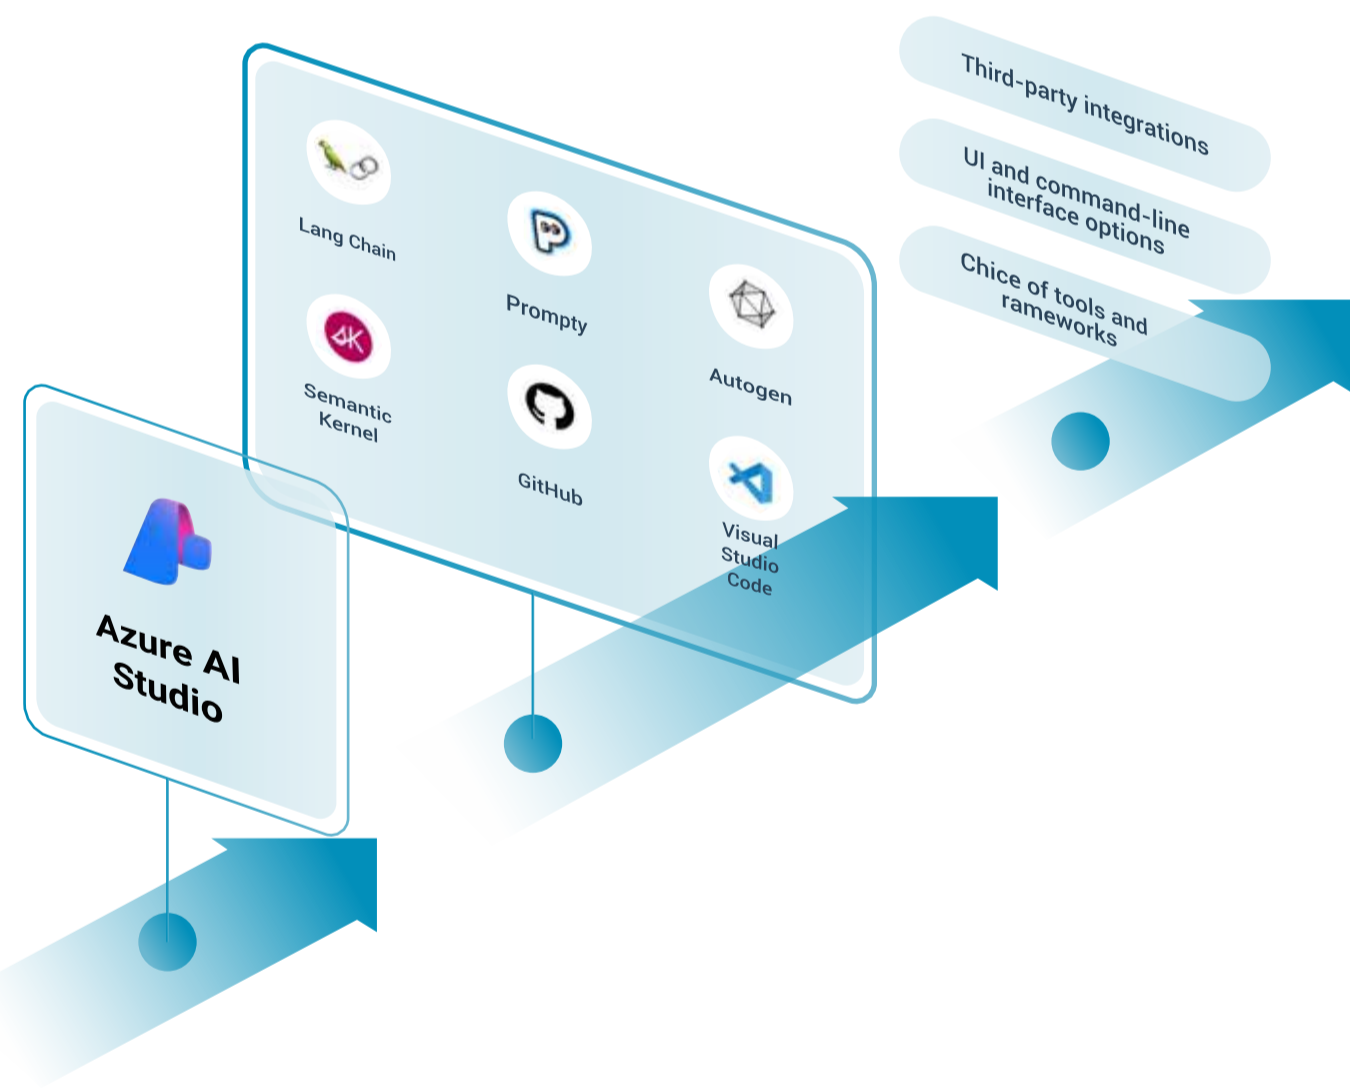 Third-party integrations
UI and command-line
interface options
Chice of tools and
rameworks
Lang Chain
Prompty
Autogen
Semantic
Kernel
GitHub
Visual
Studio
Code
Azure AI
Studio